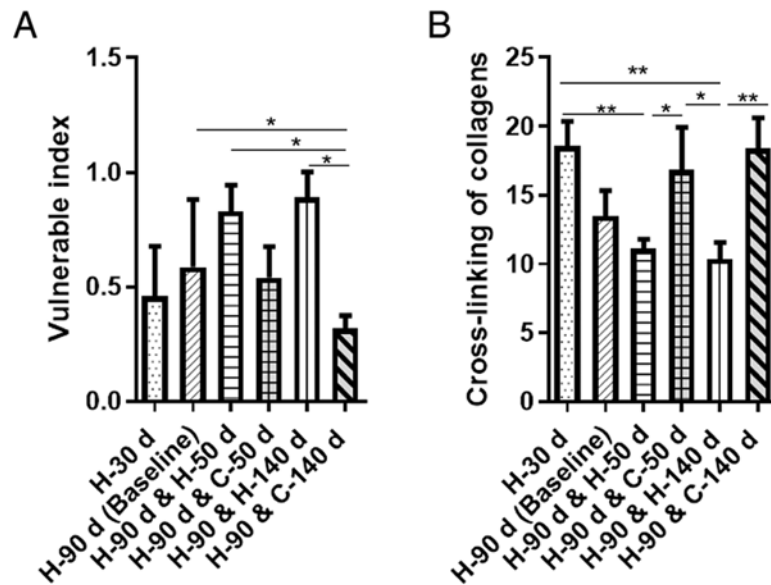 A
Vulnerable index
1.5
1.0
0.5
0.0
*
*
*
H-30 d
H-90 d (Baseline)
H-90 d & H-50 d
H-90 d & C-50 d
H-90 & H-140 d
H-90 & C-140 d
B
Cross-linking of collagens
25
20
15
10
5
0
**
** * * **
H-30 d
H-90 d (Baseline)
H-90 d & H-50 d
H-90 d & C-50 d
H-90 & H-140 d
H-90 & C-140 d